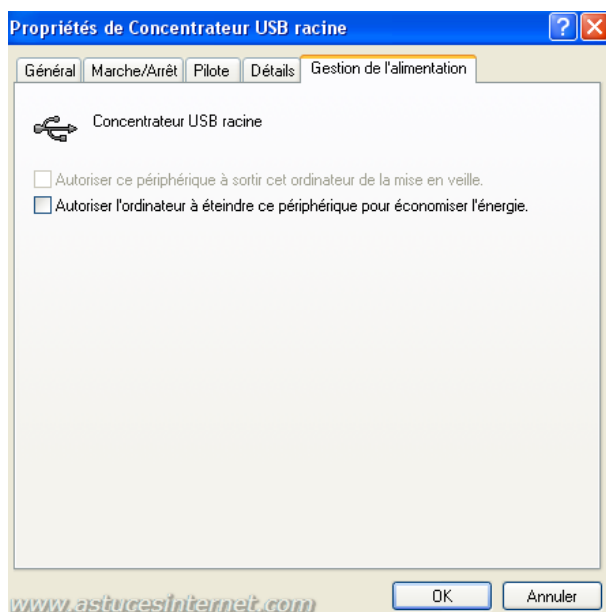 Propriétés de Concentrateur USB racine
Général Marche/Arrêt Pilote Détails Gestion de l'alimentation
Concentrateur USB racine
Autoriser ce périphérique à sortir cet ordinateur de la mise en veille.
Autoriser l'ordinateur à éteindre ce périphérique pour économiser l'énergie.
OK Annuler
www.astucesinternet.com